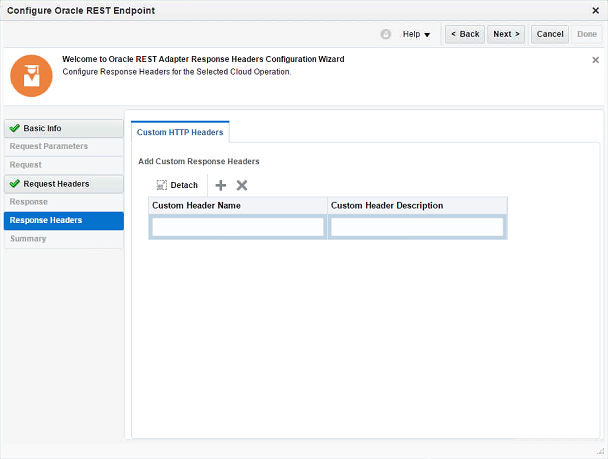 Configure Oracle REST Endpoint
Help
< Back
Next >
Cancel
Done
Welcome to Oracle REST Adapter Response Headers Configuration Wizard
Configure Response Headers for the Selected Cloud Operation.
Basic Info
Request Parameters
Request
Request Headers
Response
Response Headers
Summary
Custom HTTP Headers
Add Custom Response Headers
Detach
Custom Header Name Custom Header Description